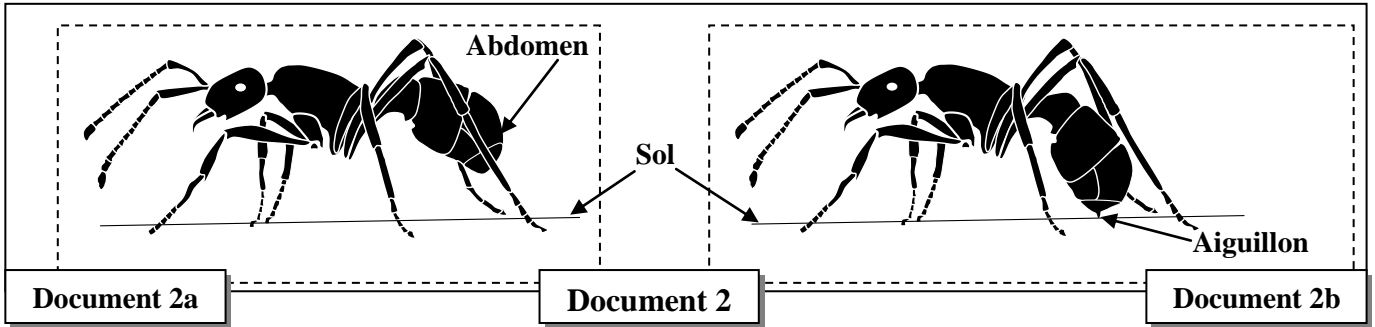 Abdomen
Sol
Aiguillon
Document 2a
Document 2
Document 2b